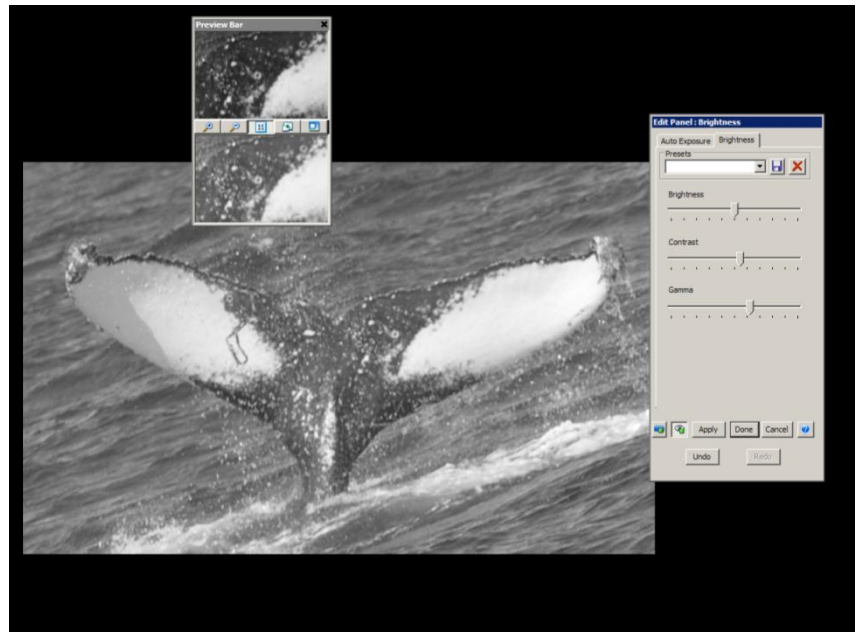 Preview Bar
Edit Panel : Brightness
Auto Exposure Brightness
Presets
Brightness
Contrast
Gamma
Apply Done Cancel
Undo Redo